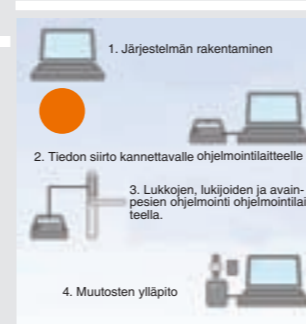 1. Järjestelmän rakentaminen
2. Tiedon siirto kannettavalle ohjelmointilaitteelle
3. Lukkojen, lukijoiden ja avain-
pesien ohjelmointi ohjelmointilai
teella.
4. Muutosten ylläpito